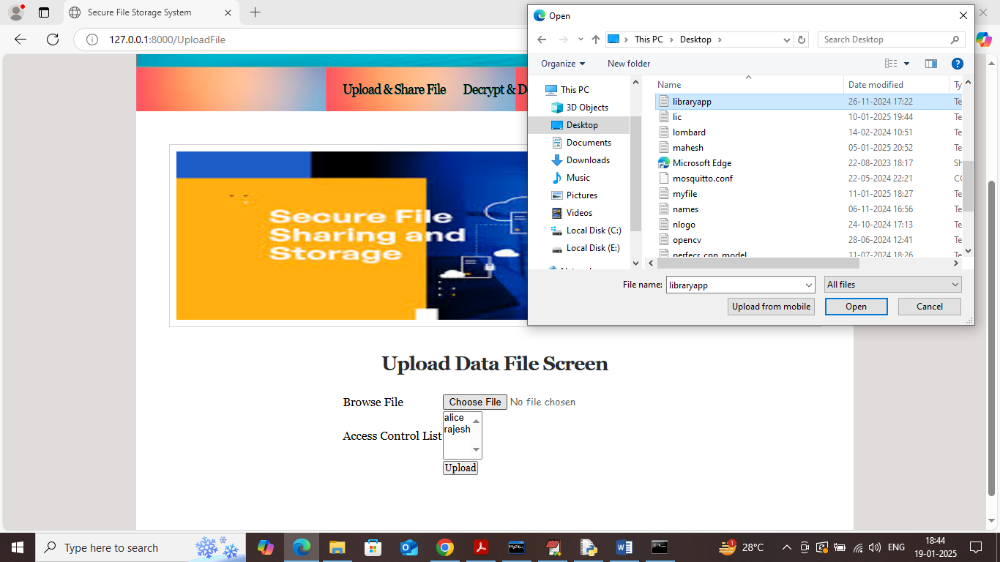 Secure File Storage System
127.0.0.1:8000/UploadFile
Upload & Share File
Decrypt & D
Secure File
Sharing and
Storage
Upload Data File Screen
Browse File
Choose File No file chosen
Access Control List
alice
rajesh
Upload
Open
This PC
Desktop
Search Desktop
Organize
New folder
This PC
3D Objects
Desktop
Documents
Downloads
Music
Pictures
Videos
Local Disk (C:)
Local Disk (E:)
Name Date modified Ty
libraryapp 26-11-2024 17:22 Te
lic 10-01-2025 19:44 Te
lombard 14-02-2024 10:51 Te
mahesh 05-01-2025 20:52 Te
Microsoft Edge 22-08-2023 18:17 Sh
mosquitto.conf 22-05-2024 22:21 CO
myfile 11-01-2025 18:27 Te
names 06-11-2024 16:56 Te
nlogo 24-10-2024 17:13 Te
opencv 28-06-2024 12:41 Te
perfecr_cnn_model 11-07-2024 18:26 Te
File name: libraryapp
All files
Upload from mobile
Open
Cancel
Type here to search
28°C
ENG
18:44
19-01-2025